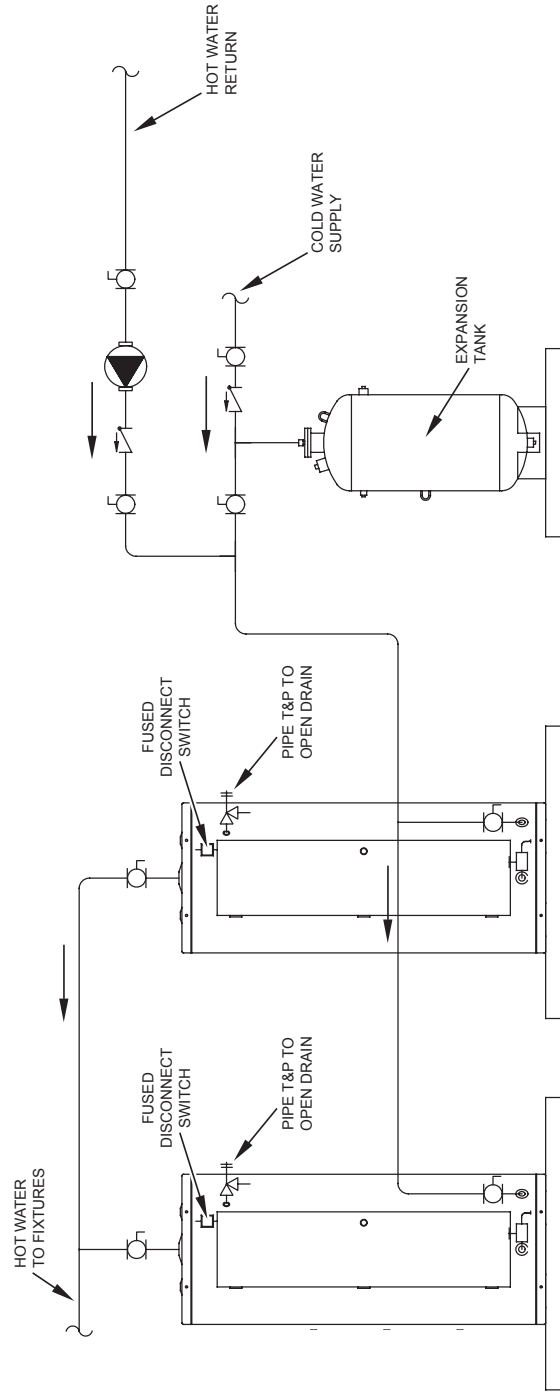 HOT WATER
TO FIXTURES
FUSED
DISCONNECT
SWITCH
PIPE T&P TO
OPEN DRAIN
FUSED
DISCONNECT
SWITCH
PIPE T&P TO
OPEN DRAIN
EXPANSION
TANK
COLD WATER
SUPPLY
HOT WATER
RETURN